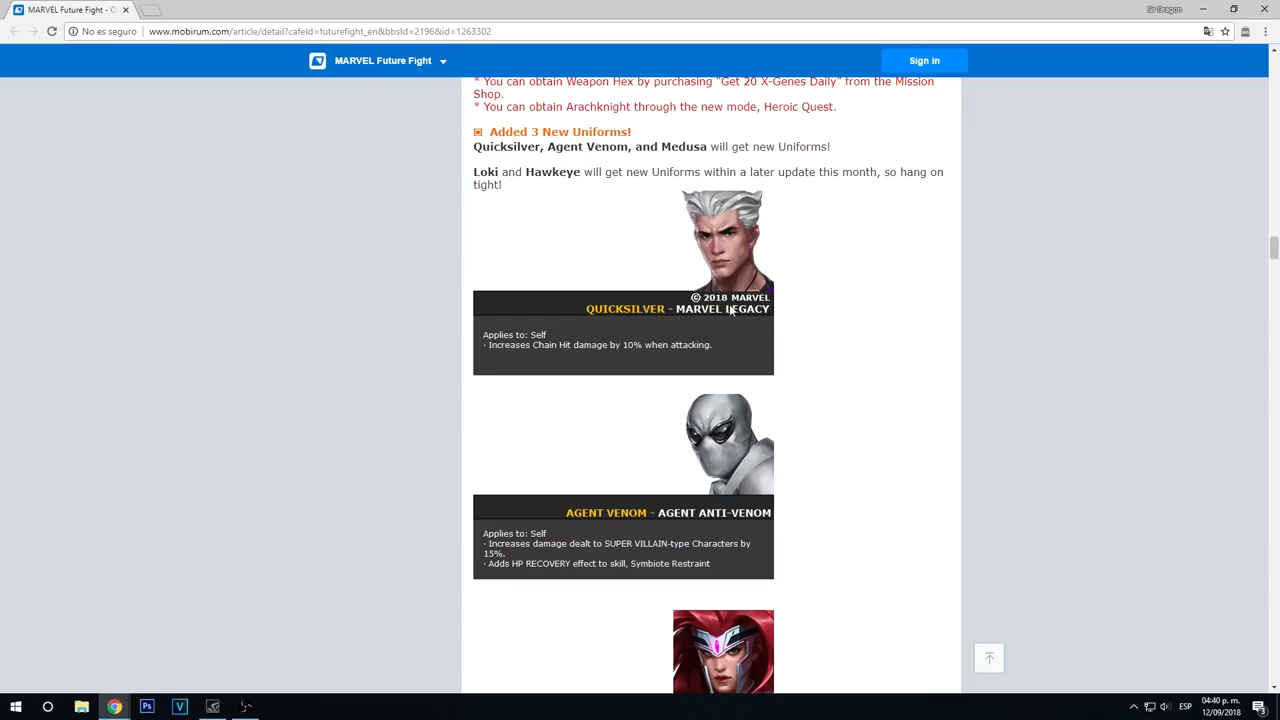 MARVEL Future Fight - O
Sir Dragon
No es seguro
www.mobirum.com/article/detail?cafeId=futurefight_en&bbsId=2196&id=1263302
MARVEL Future Fight
Sign in
* You can obtain Weapon Hex by purchasing "Get 20 X-Genes Daily" from the Mission
Shop.
* You can obtain Arachknight through the new mode, Heroic Quest.
▣ Added 3 New Uniforms!
Quicksilver, Agent Venom, and Medusa will get new Uniforms!
Loki and Hawkeye will get new Uniforms within a later update this month, so hang on
tight!
© 2018 MARVEL
QUICKSILVER - MARVEL LEGACY
Applies to: Self
· Increases Chain Hit damage by 10% when attacking.
AGENT VENOM - AGENT ANTI-VENOM
Applies to: Self
· Increases damage dealt to SUPER VILLAIN-type Characters by
15%.
· Adds HP RECOVERY effect to skill, Symbiote Restraint
Ps
V
ESP
04:40 p. m.
12/09/2018
3